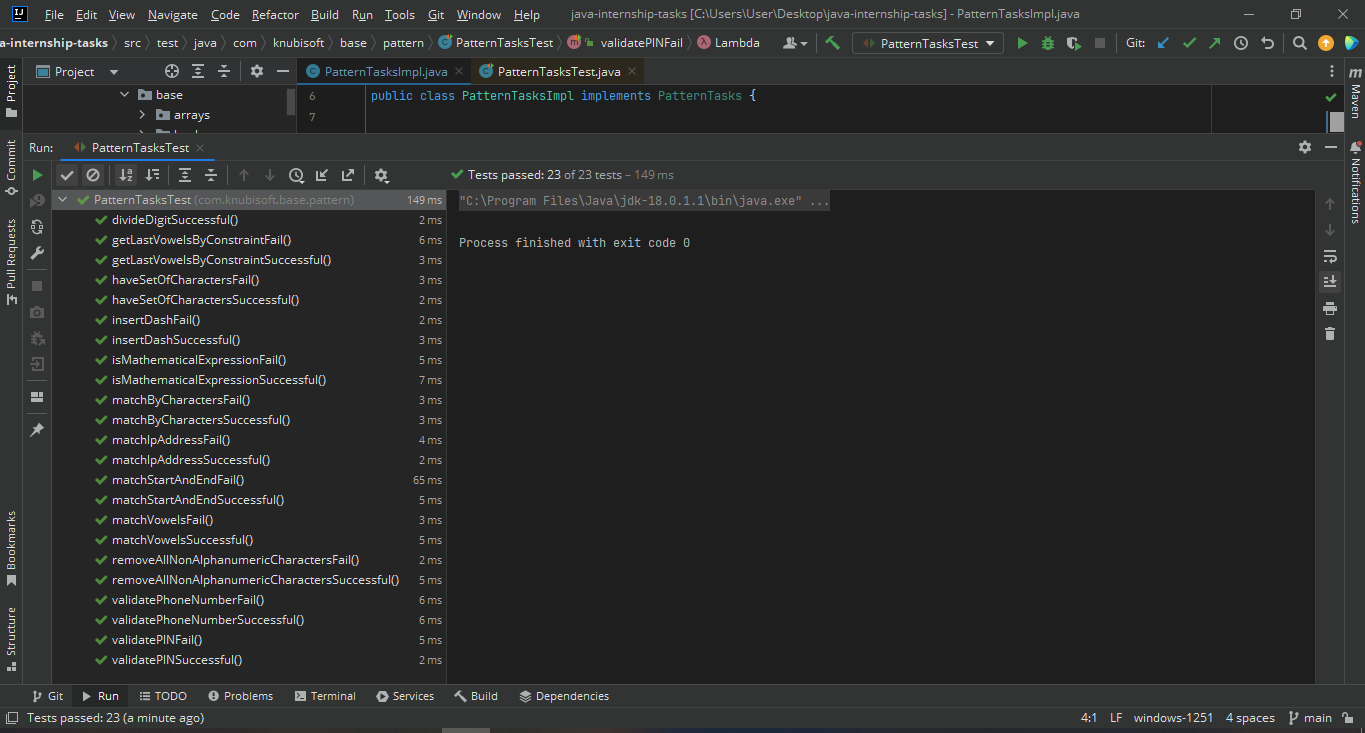 File Edit View Navigate Code Refactor Build Run Tools Git Window Help java-internship-tasks [C:\Users\User\Desktop\java-internship-tasks] - PatternTasksImpl.java
a-internship-tasks src test java com knubisoft base pattern PatternTasksTest validatePINFail Lambda PatternTasksTest Git:
Project PatternTasksImpl.java PatternTasksTest.java
base
arrays
6 public class PatternTasksImpl implements PatternTasks {
7
Run: PatternTasksTest
Tests passed: 23 of 23 tests – 149 ms
PatternTasksTest (com.knubisoft.base.pattern) 149 ms
divideDigitSuccessful() 2 ms
getLastVowelsByConstraintFail() 6 ms
getLastVowelsByConstraintSuccessful() 3 ms
haveSetOfCharactersFail() 3 ms
haveSetOfCharactersSuccessful() 2 ms
insertDashFail() 2 ms
insertDashSuccessful() 3 ms
isMathematicalExpressionFail() 5 ms
isMathematicalExpressionSuccessful() 7 ms
matchByCharactersFail() 3 ms
matchByCharactersSuccessful() 3 ms
matchIpAddressFail() 4 ms
matchIpAddressSuccessful() 2 ms
matchStartAndEndFail() 65 ms
matchStartAndEndSuccessful() 5 ms
matchVowelsFail() 3 ms
matchVowelsSuccessful() 5 ms
removeAllNonAlphanumericCharactersFail() 2 ms
removeAllNonAlphanumericCharactersSuccessful() 5 ms
validatePhoneNumberFail() 6 ms
validatePhoneNumberSuccessful() 6 ms
validatePINFail() 5 ms
validatePINSuccessful() 2 ms
"C:\Program Files\Java\jdk-18.0.1.1\bin\java.exe" ...
Process finished with exit code 0
Project
Commit
Pull Requests
Bookmarks
Structure
m
Maven
Notifications
Git Run TODO Problems Terminal Services Build Dependencies
Tests passed: 23 (a minute ago) 4:1 LF windows-1251 4 spaces main